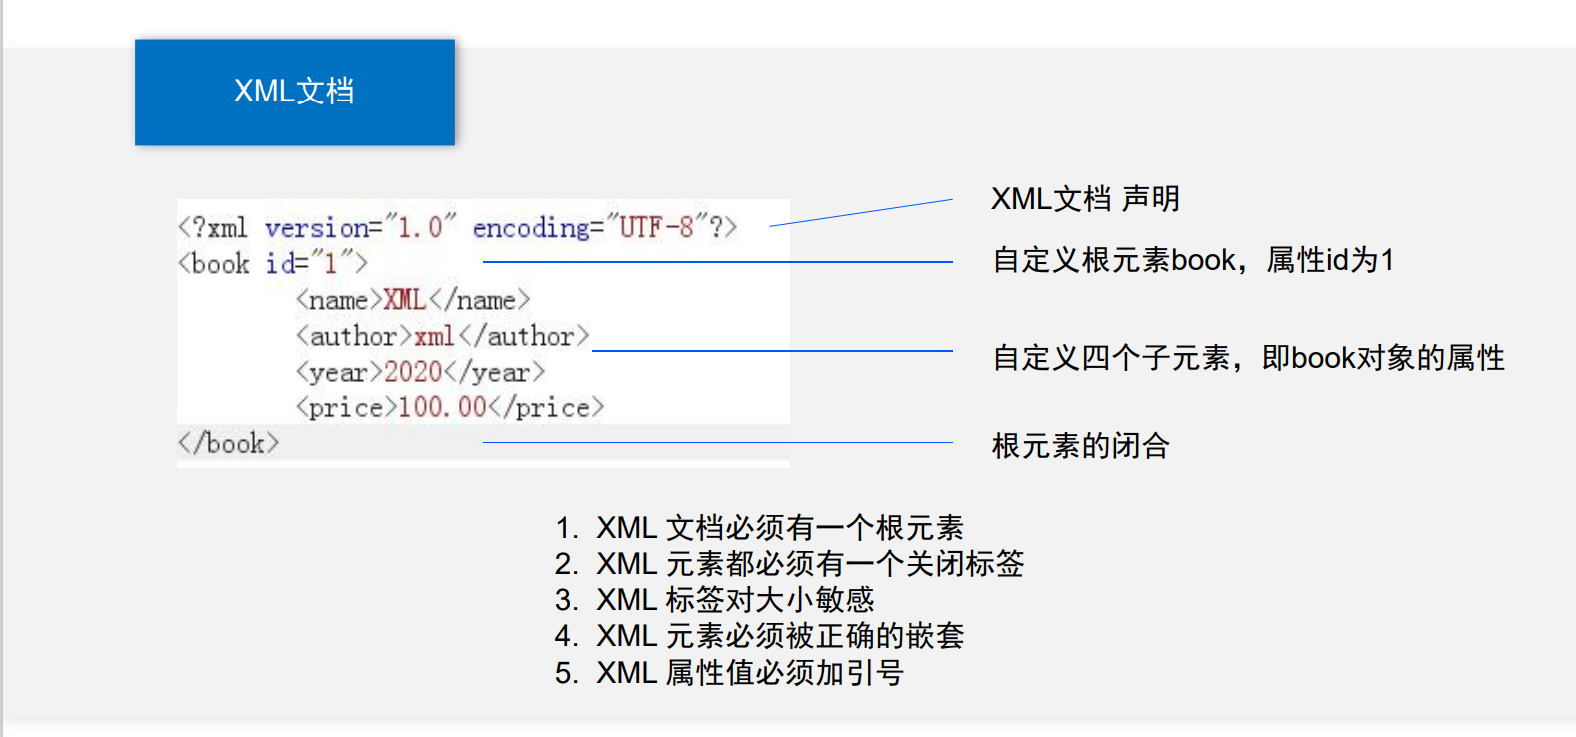 XML文档
<?xml version="1.0" encoding="UTF-8"?>
XML文档 声明
<book id="1">
自定义根元素book，属性id为1
<name>XML</name>
<author>xml</author>
自定义四个子元素，即book对象的属性
<year>2020</year>
<price>100.00</price>
</book>
根元素的闭合
1. XML 文档必须有一个根元素
2. XML 元素都必须有一个关闭标签
3. XML 标签对大小敏感
4. XML 元素必须被正确的嵌套
5. XML 属性值必须加引号